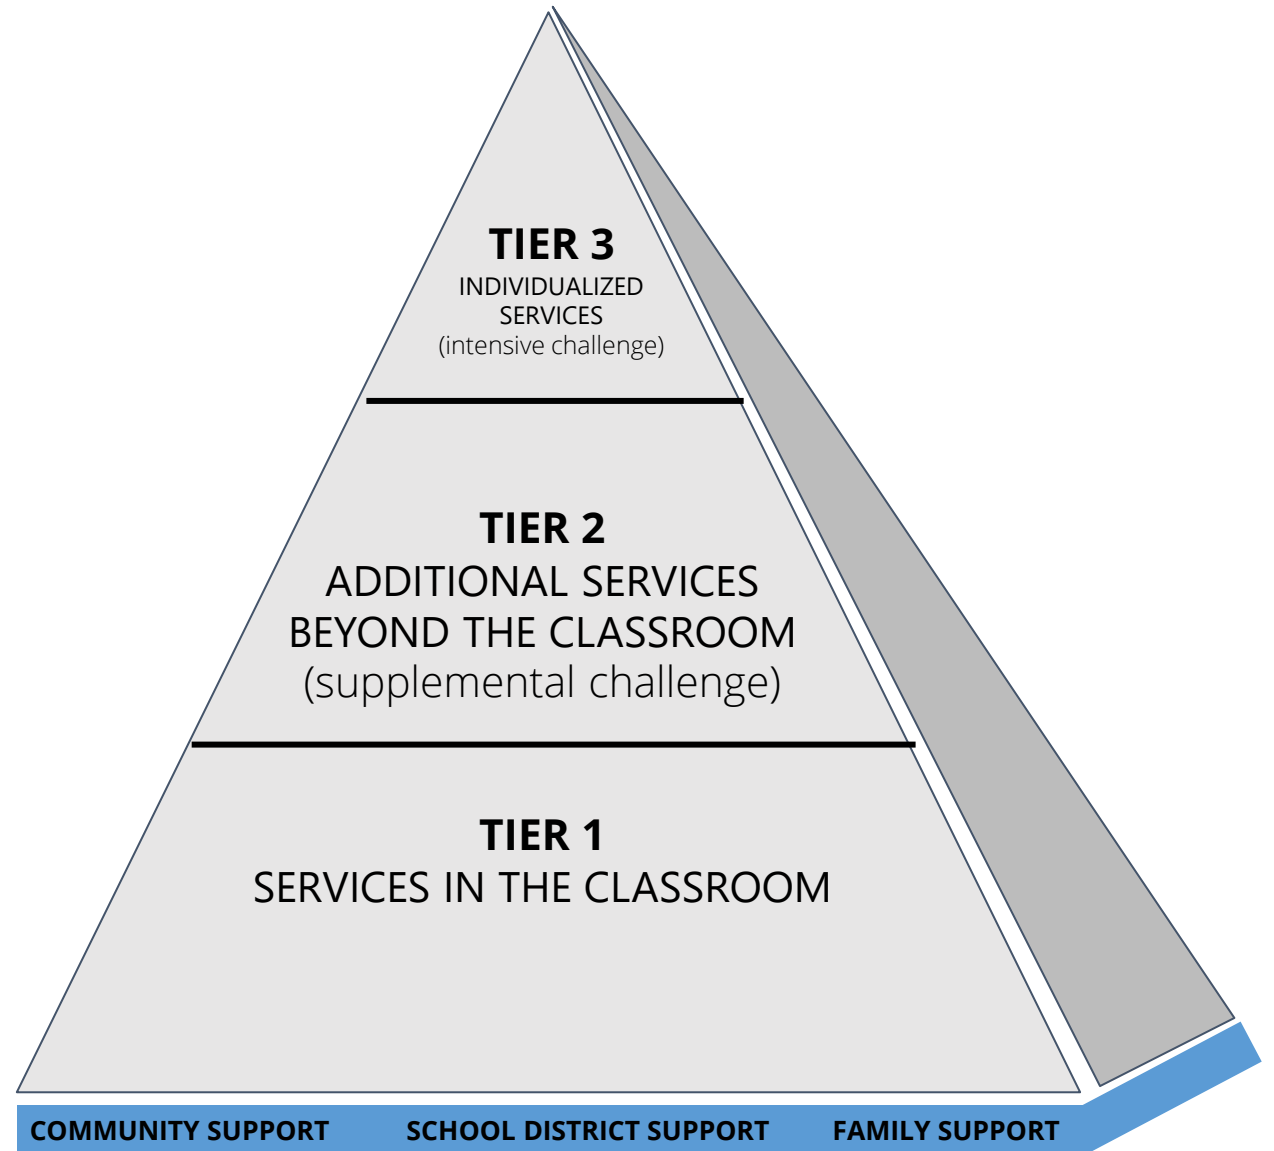 TIER 3
INDIVIDUALIZED
SERVICES
(intensive challenge)
TIER 2
ADDITIONAL SERVICES
BEYOND THE CLASSROOM
(supplemental challenge)
TIER 1
SERVICES IN THE CLASSROOM
COMMUNITY SUPPORT SCHOOL DISTRICT SUPPORT FAMILY SUPPORT